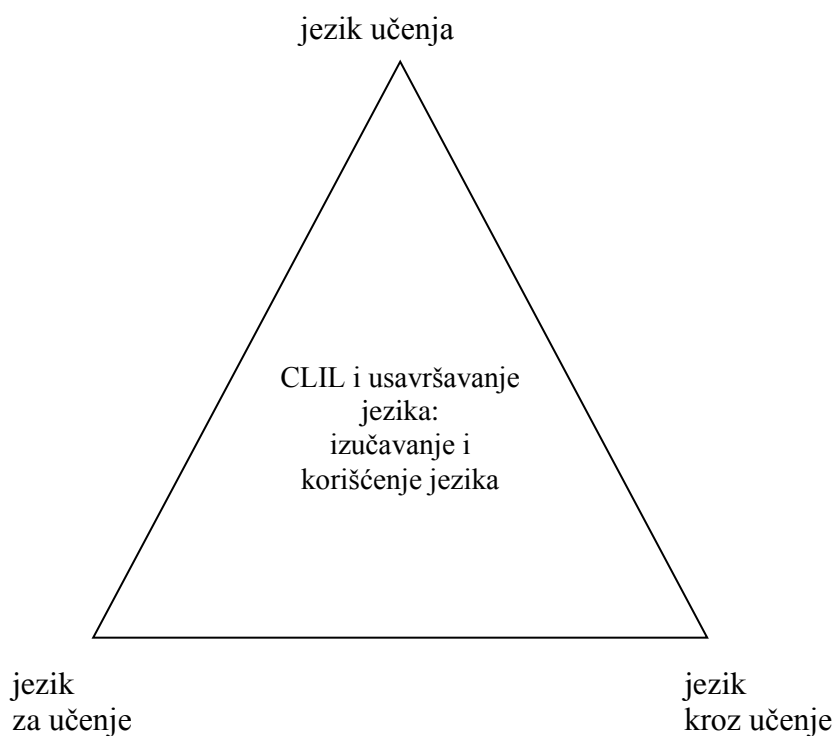 jezik učenja
CLIL i usavršavanje
jezika:
izučavanje i
korišćenje jezika
jezik
za učenje
jezik
kroz učenje